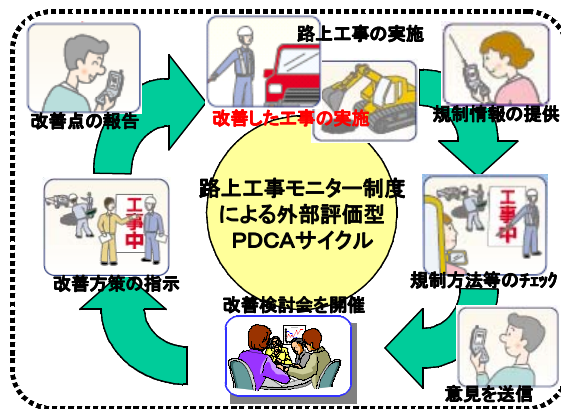 路上工事の実施
改善した工事の実施
規制情報の提供
工事中
規制方法等のチェック
意見を送信
改善検討会を開催
工事中
改善方策の指示
改善点の報告
路上工事モニター制度
による外部評価型
PDCAサイクル